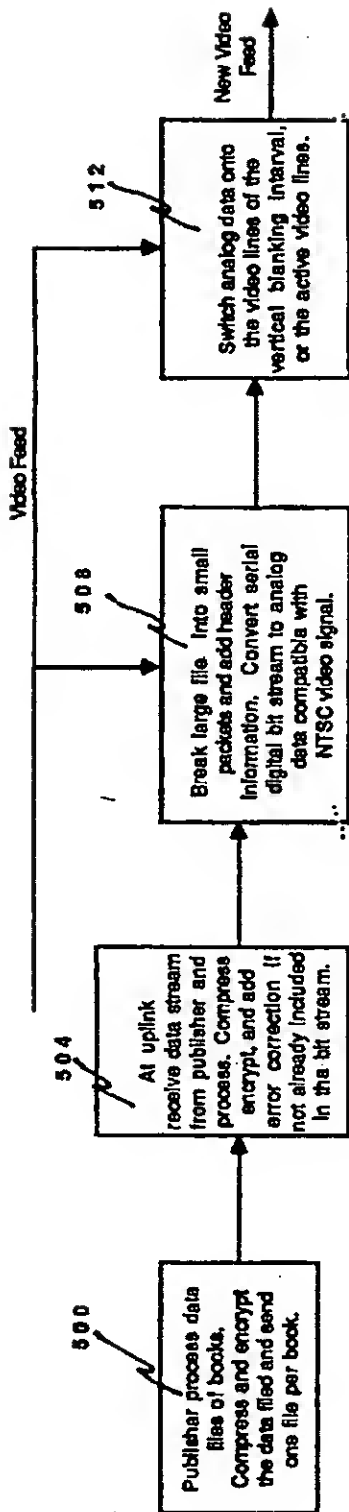 500
Publisher process data
files of books,
Compress and encrypt
the data filed and send
one file per book.
504
At uplink
receive data stream
from publisher and
process. Compress
encrypt, and add
error correction if
not already included
In tha bit stream.
Video Feed
508
Break large file Into small
packets and add header
Information. Convert serial
digital bit stream to analog
data compatible with
NTSC video signal.
512
Switch analog data onto
the video lines of the
vertical blanking interval,
or the active video lines.
New Video
Feed